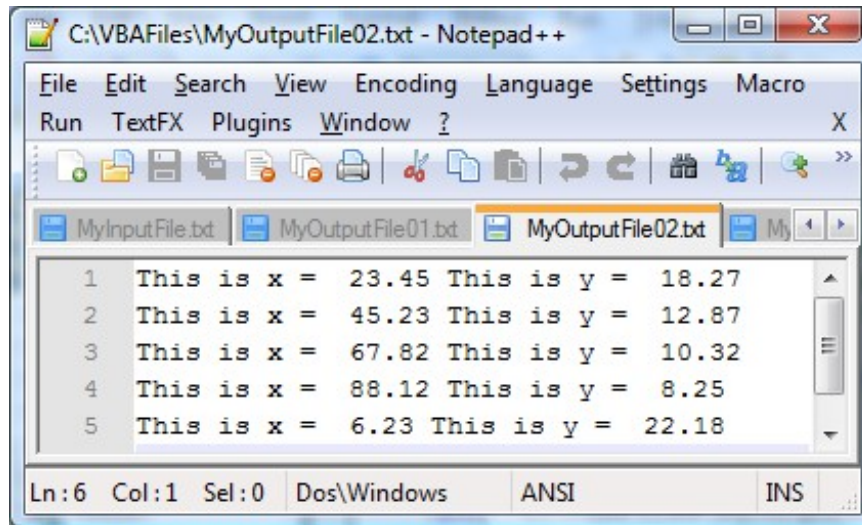 C:\VBAFiles\MyOutputFile02.txt - Notepad++
File Edit Search View Encoding Language Settings Macro
Run TextFX Plugins Window ? X
MyInputFile.txt MyOutputFile01.txt MyOutputFile02.txt My
1 This is x =  23.45 This is y =  18.27
2 This is x =  45.23 This is y =  12.87
3 This is x =  67.82 This is y =  10.32
4 This is x =  88.12 This is y =  8.25
5 This is x =  6.23 This is y =  22.18
Ln:6 Col:1 Sel:0 Dos\Windows ANSI INS